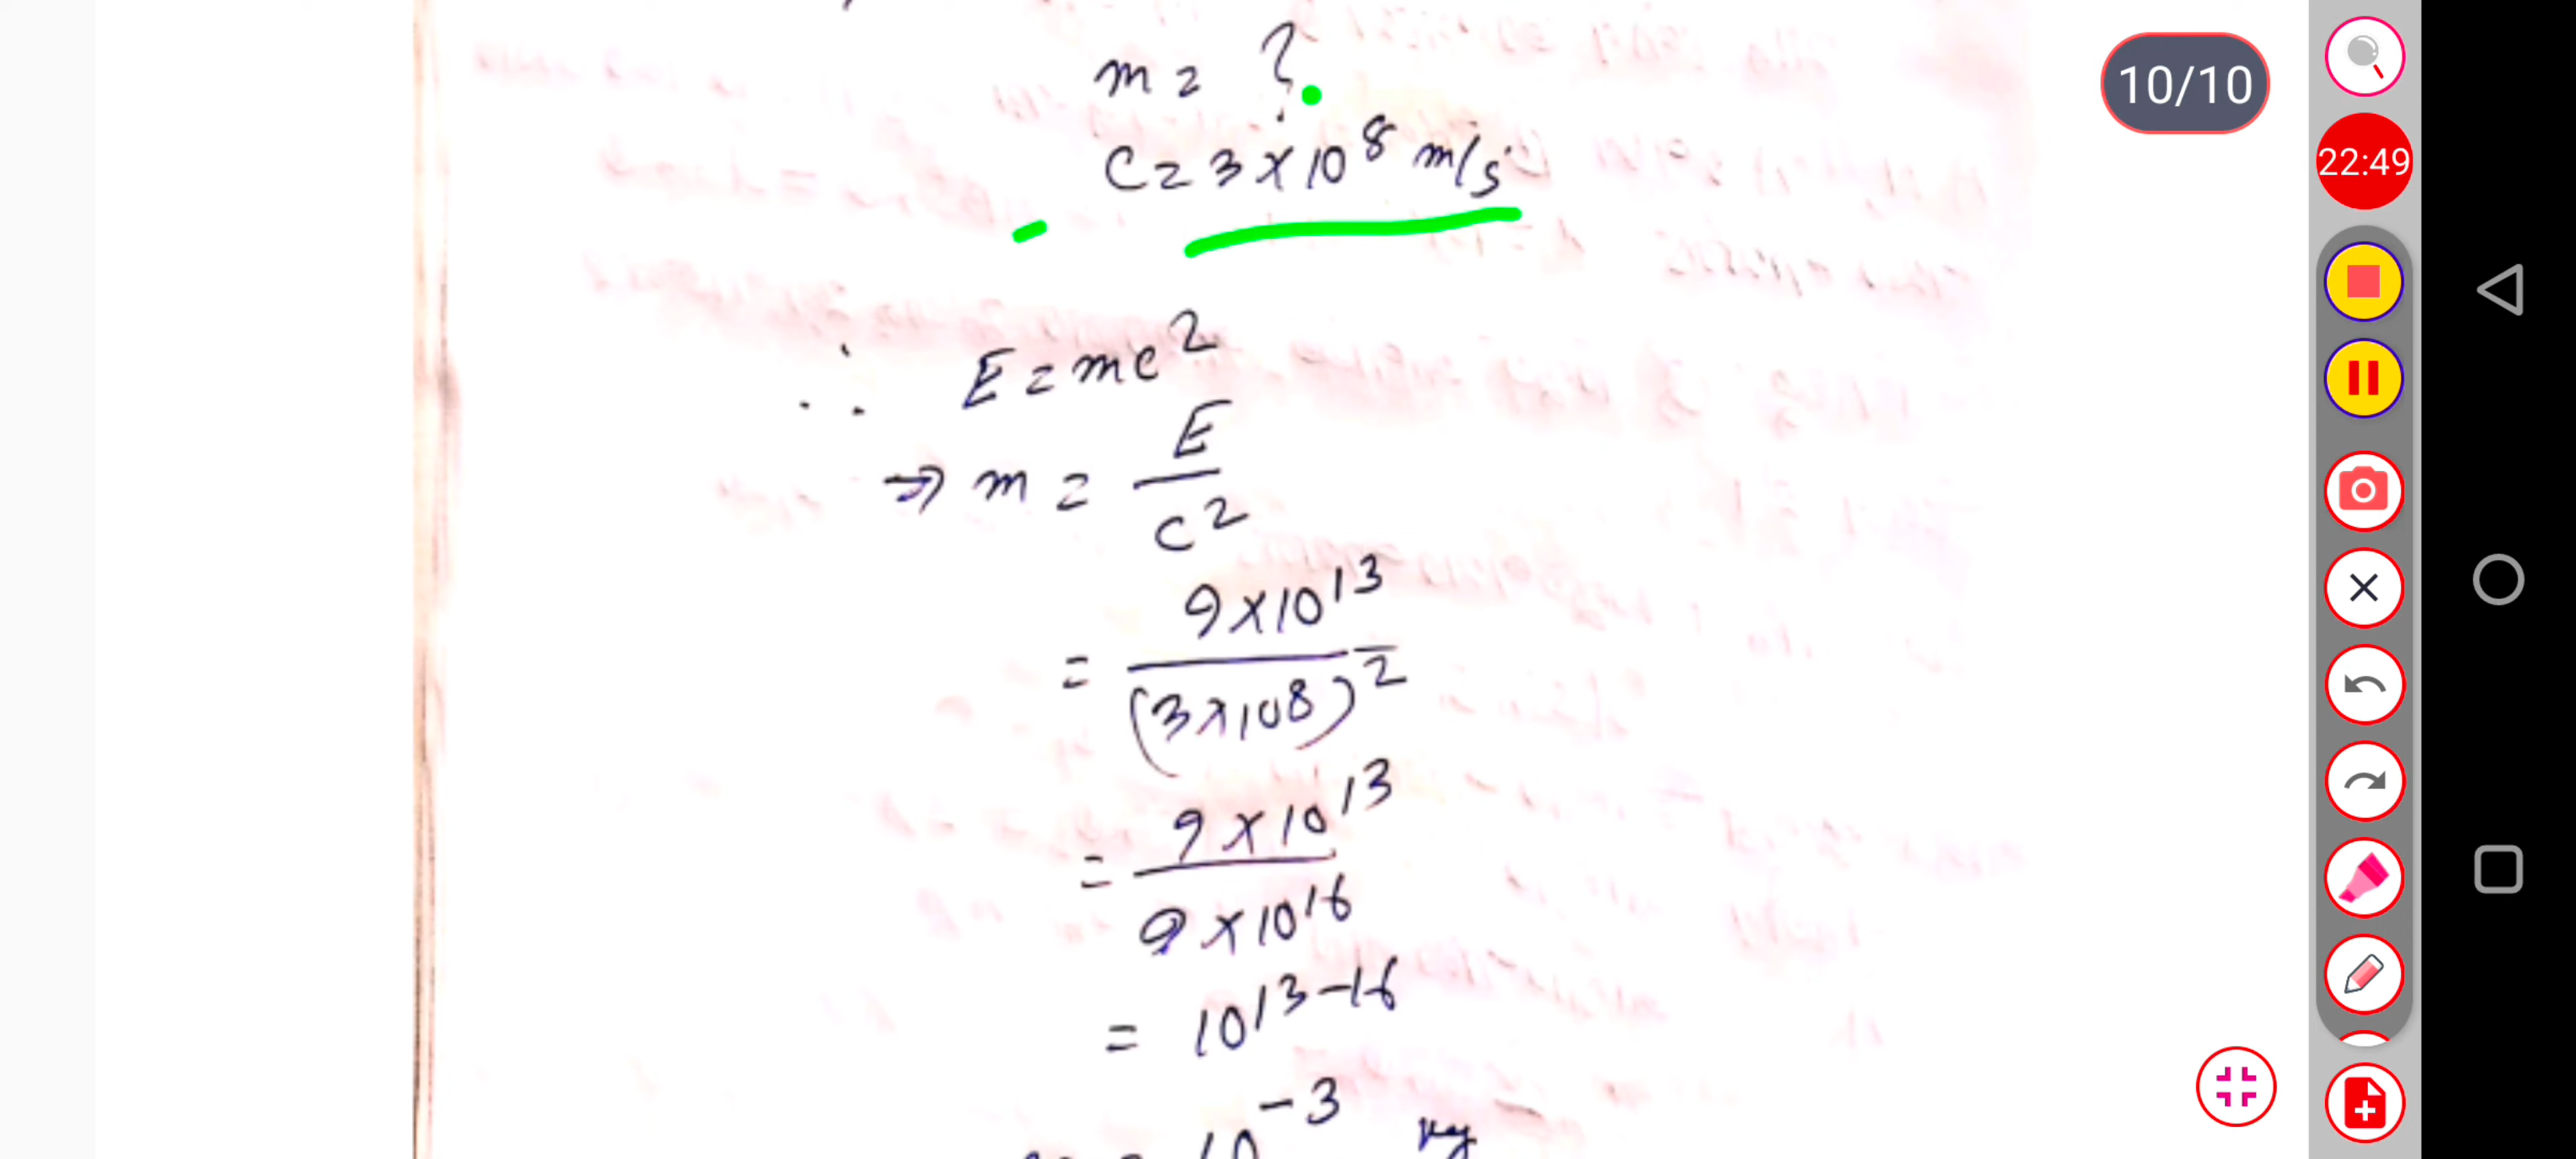 m = ?
10/10
C = 3 × 10^8 m/s
22:49
∴ E = mc^2
⇒ m = E / C^2
= 9×10^13 / (3×10^8)^2
= 9×10^13 / 9×10^16
= 10^13-16
m = 10^-3 kg